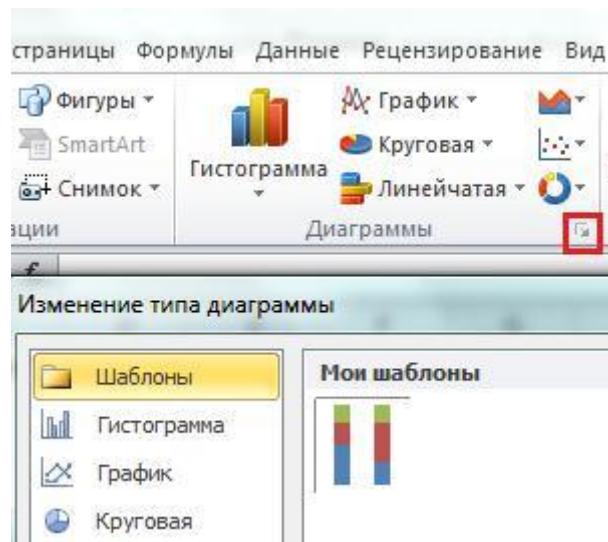 страницы Формулы Данные Рецензирование Вид
Фигуры
SmartArt
Снимок
Гистограмма
График
Круговая
Линейчатая
ации Диаграммы
Изменение типа диаграммы
Шаблоны
Гистограмма
График
Круговая
Мои шаблоны